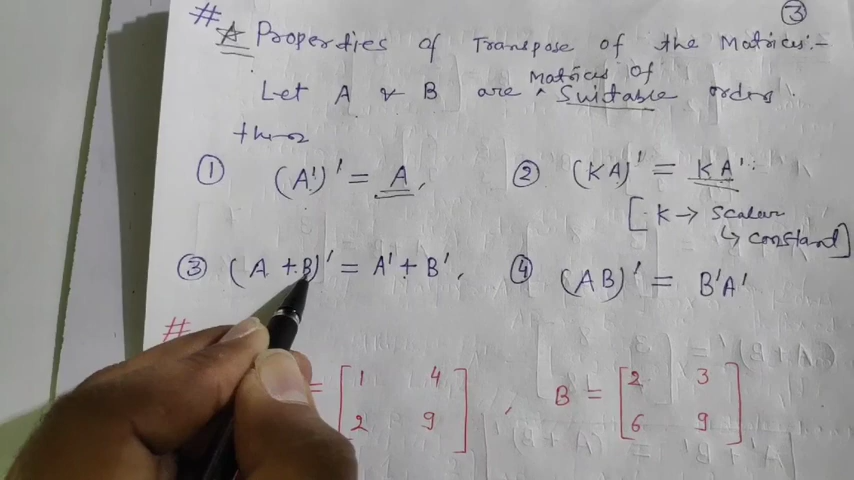 ③
# ☆ Properties of Transpose of the Matrices:-
Matrices of
Let A & B are ^ Suitable orders.
then
① (A')' = A, ② (KA)' = KA'
[K → Scalar
↳ constant]
③ (A+B)' = A' + B', ④ (AB)' = B'A'
#
= [1 4 , B = [2 3
2 9] 6 9]